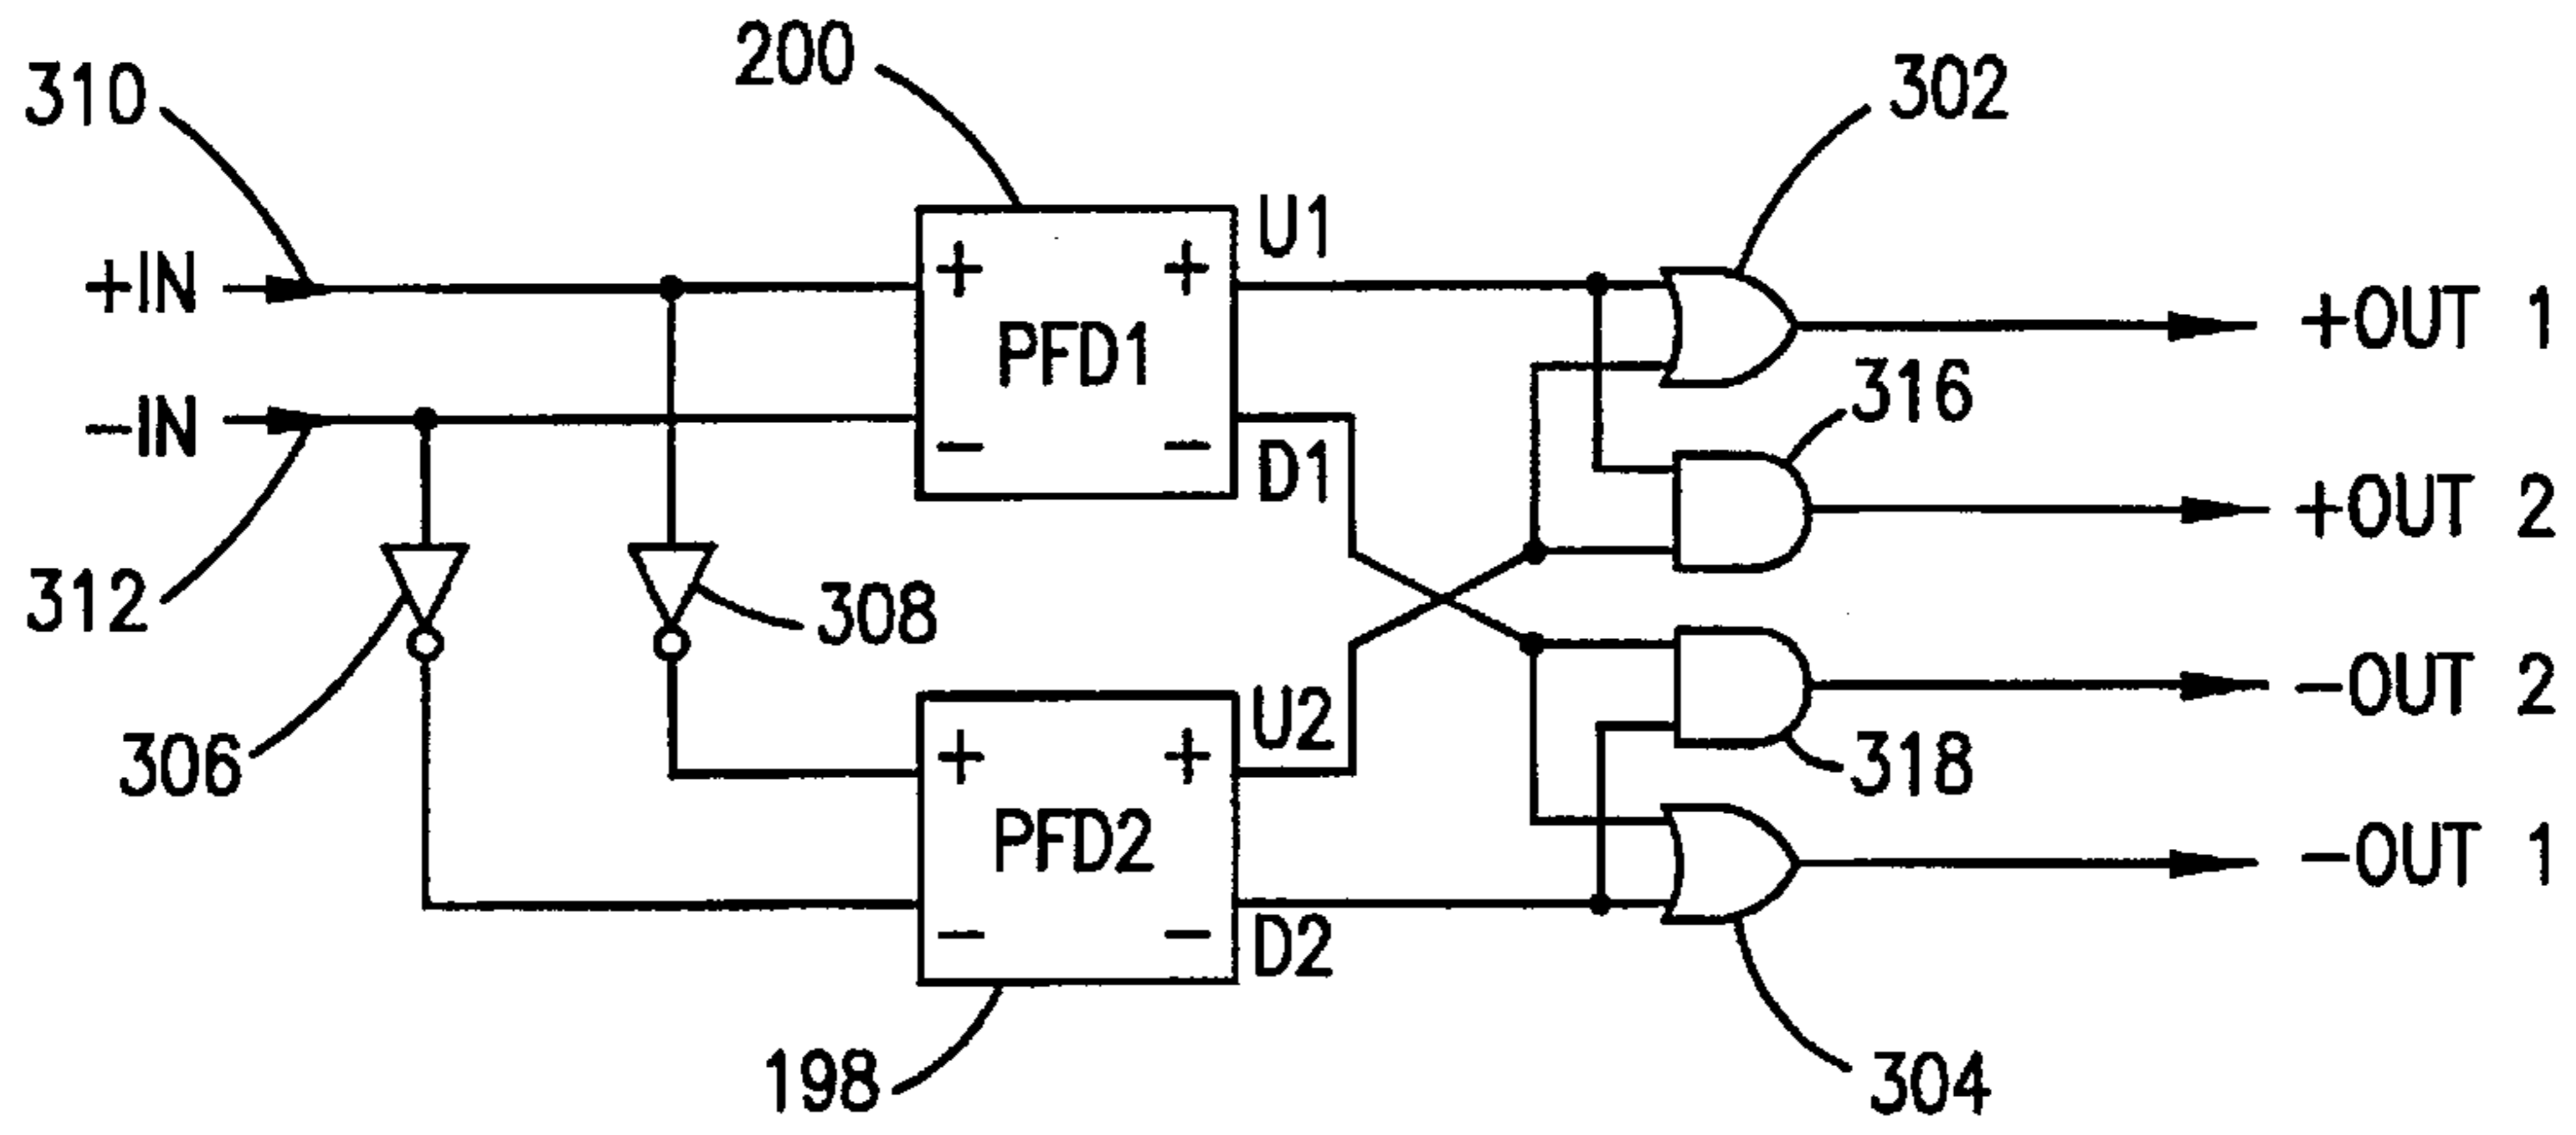 200
302
310
U1
+IN
+ +
+OUT 1
PFD1
316
-IN
- -
D1
+OUT 2
312
308
-OUT 2
U2
306
+ +
318
PFD2
-OUT 1
- -
D2
198
304